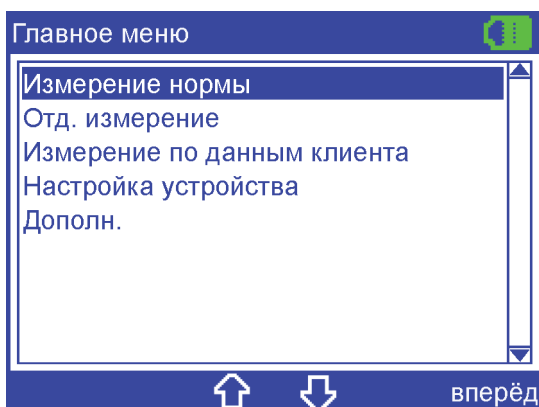 Главное меню
Измерение нормы
Отд. измерение
Измерение по данным клиента
Настройка устройства
Дополн.
вперёд